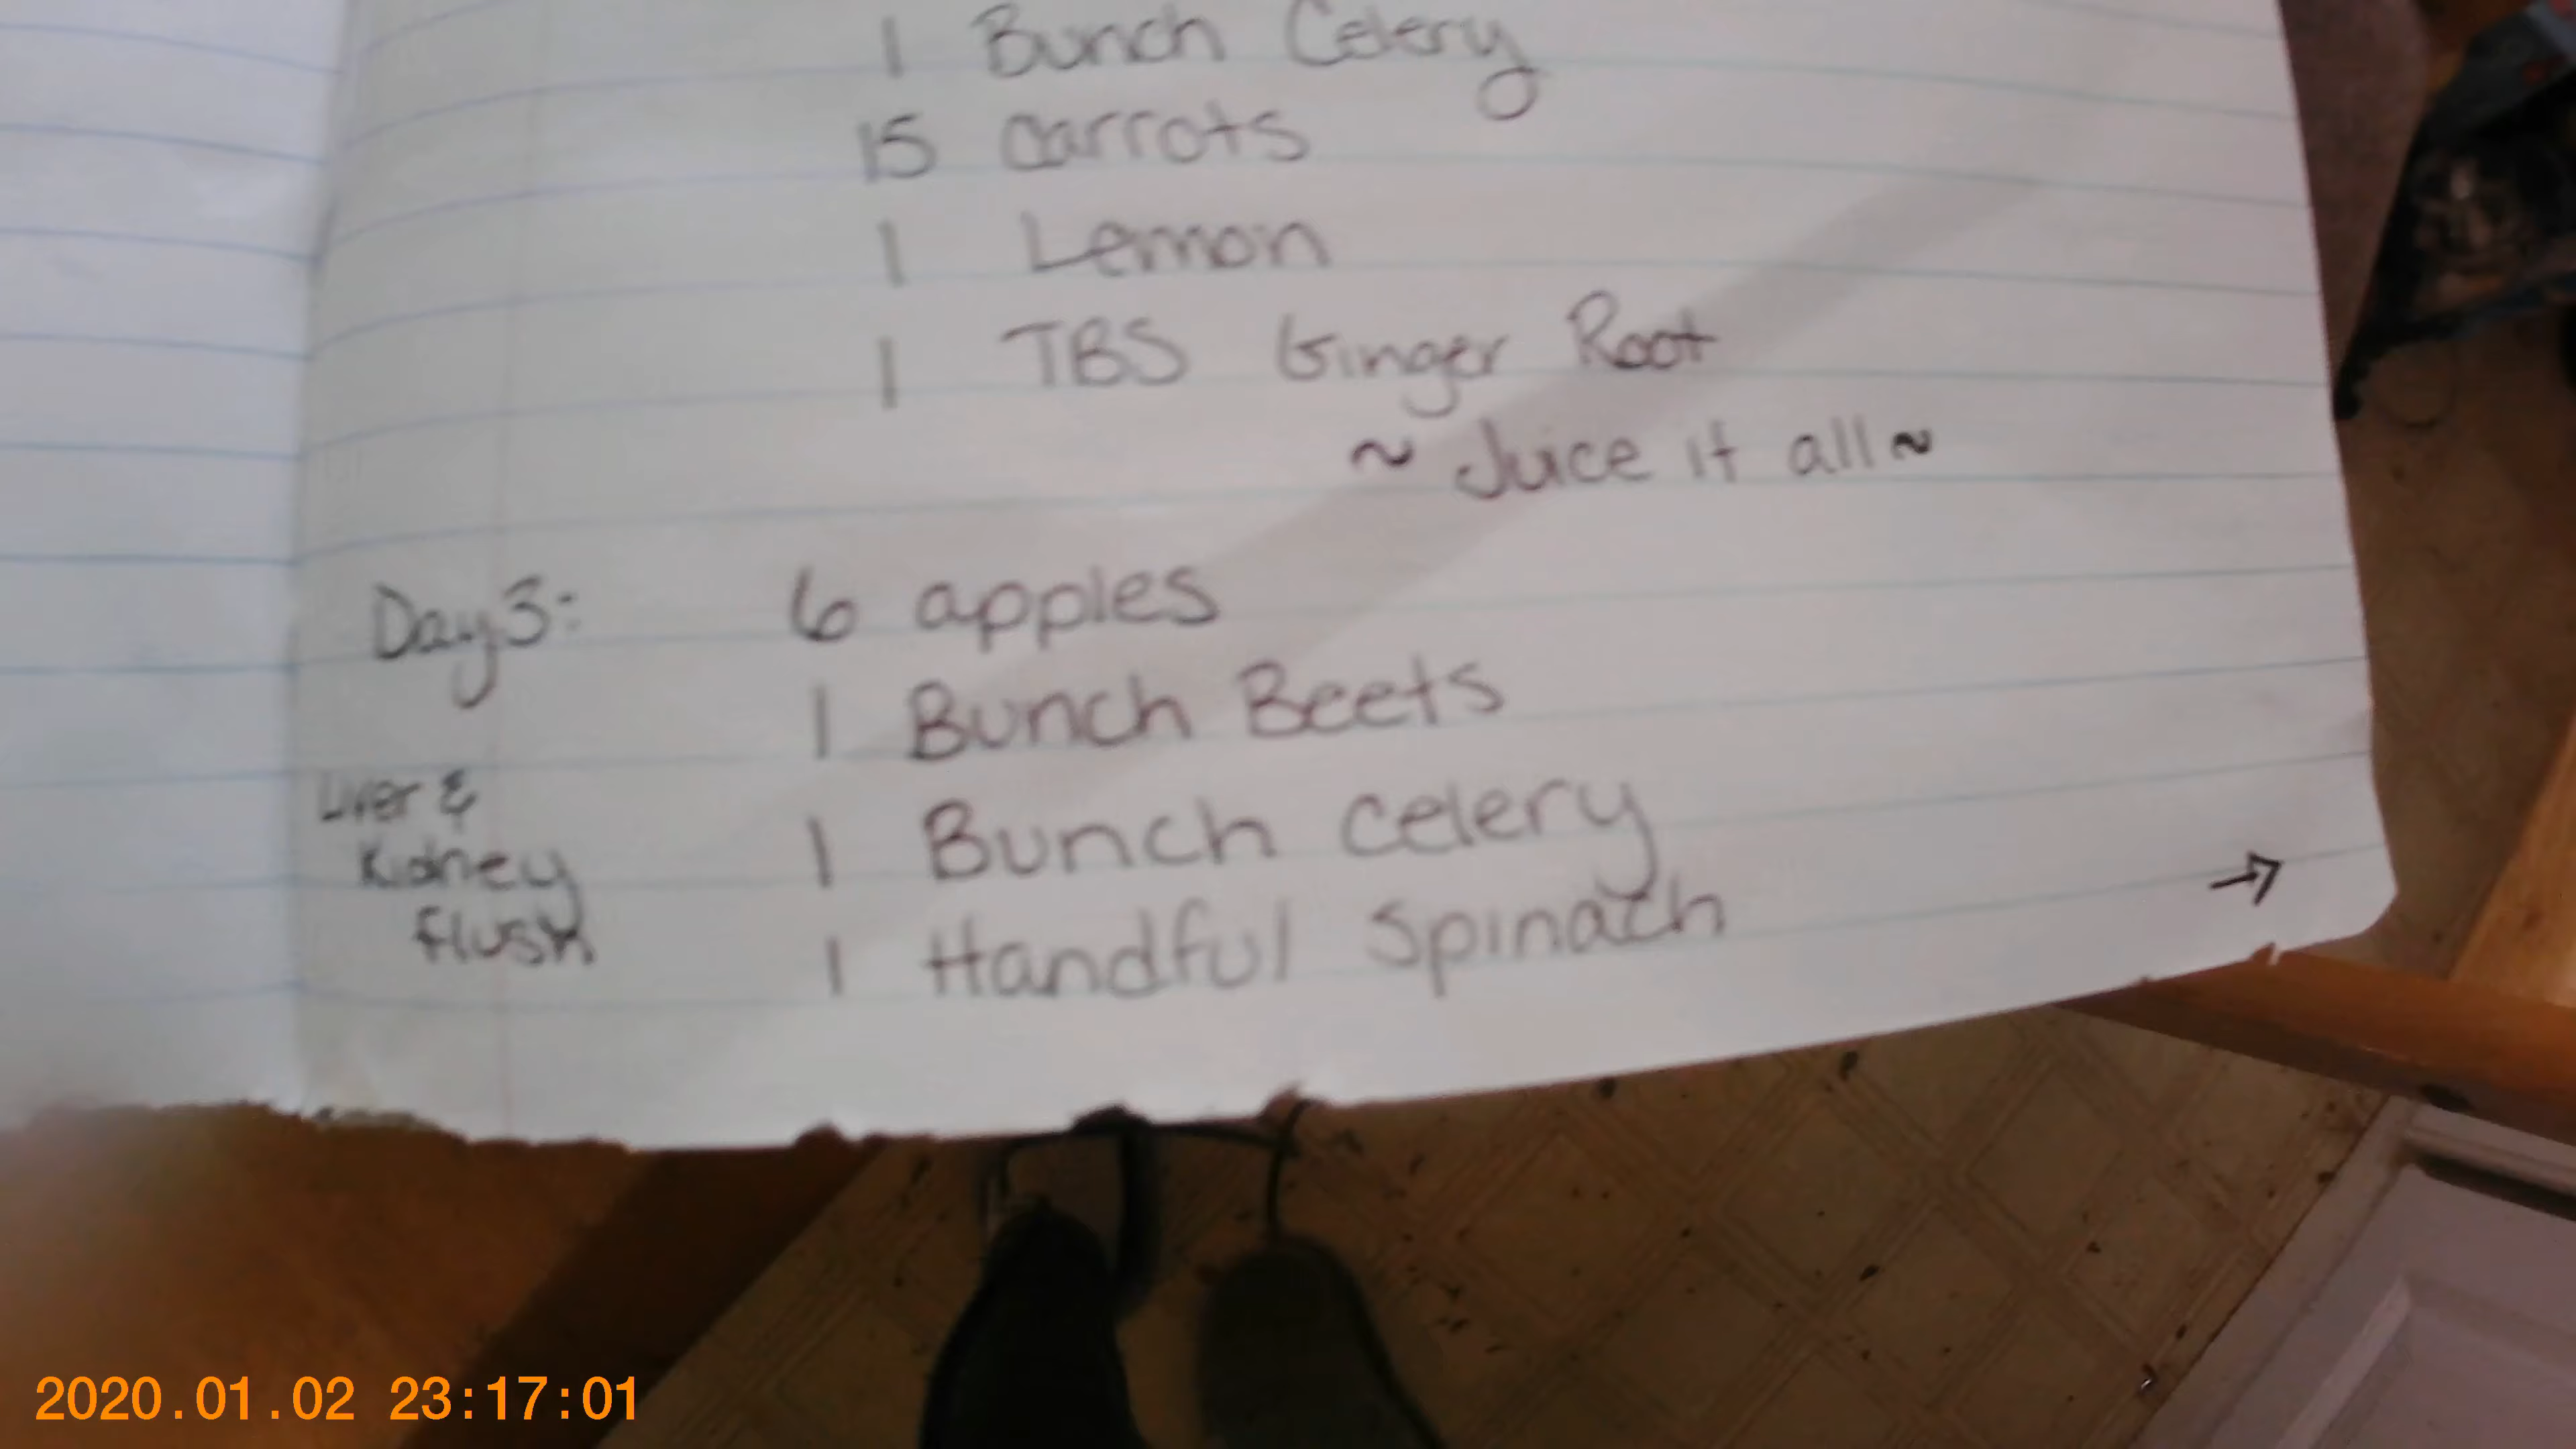 1 Bunch Celery
15 carrots
1 Lemon
1 TBS Ginger Root
~ Juice it all ~
Day 3: 6 apples
1 Bunch Beets
Liver &
1 Bunch celery
Kidney
flush
1 Handful Spinach →
2020.01.02 23:17:01